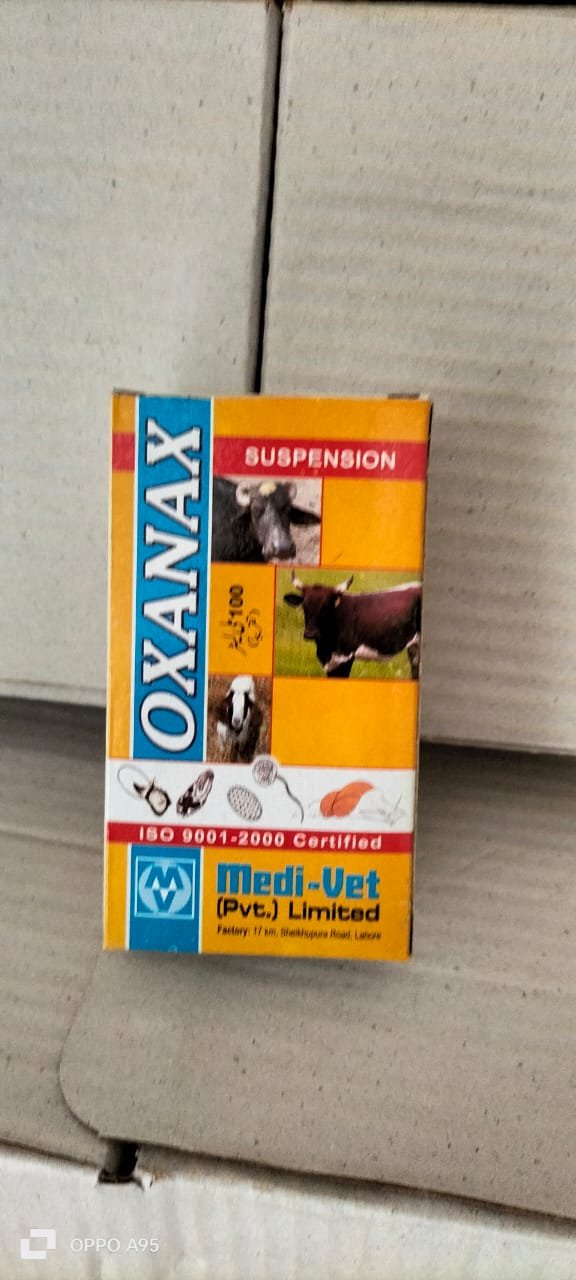 OXANAX
SUSPENSION
100
ISO 9001-2000 Certified
MV
Medi-Vet
(Pvt.) Limited
Factory: 17 km, Sheikhupura Road, Lahore
OPPO A95